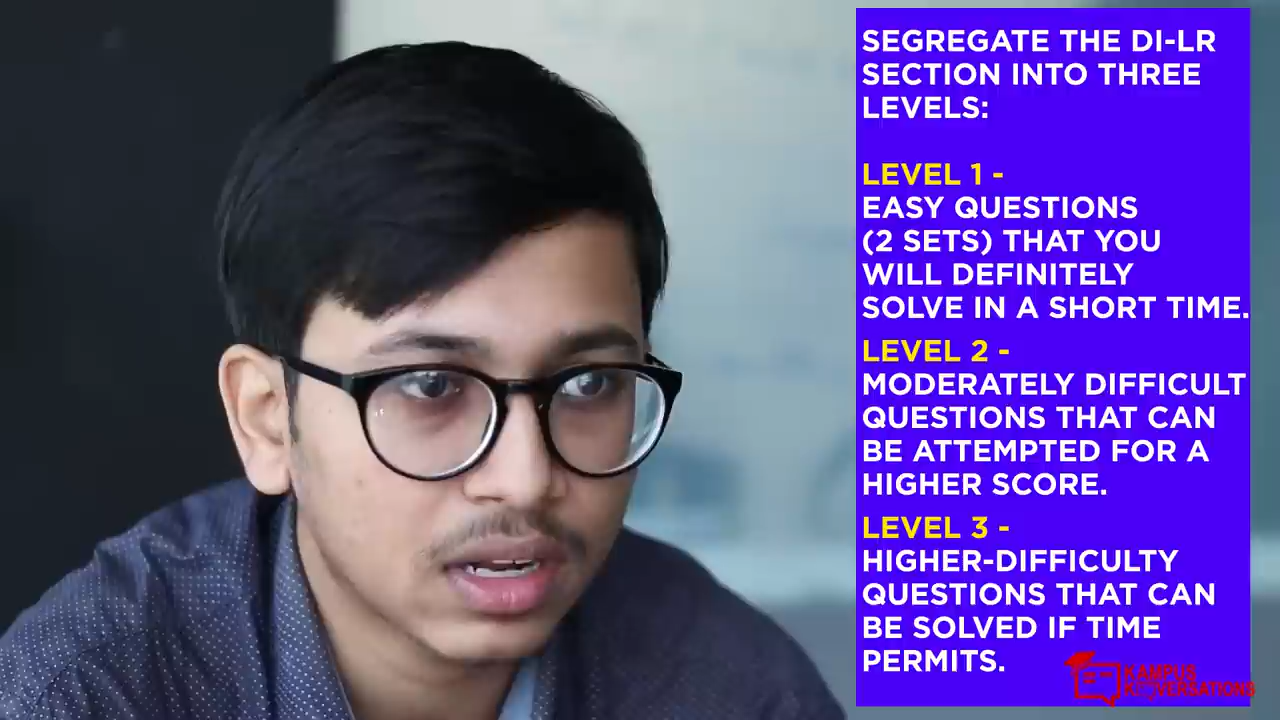 SEGREGATE THE DI-LR
SECTION INTO THREE
LEVELS:
LEVEL 1 -
EASY QUESTIONS
(2 SETS) THAT YOU
WILL DEFINITELY
SOLVE IN A SHORT TIME.
LEVEL 2 -
MODERATELY DIFFICULT
QUESTIONS THAT CAN
BE ATTEMPTED FOR A
HIGHER SCORE.
LEVEL 3 -
HIGHER-DIFFICULTY
QUESTIONS THAT CAN
BE SOLVED IF TIME
PERMITS.
KAMPUS